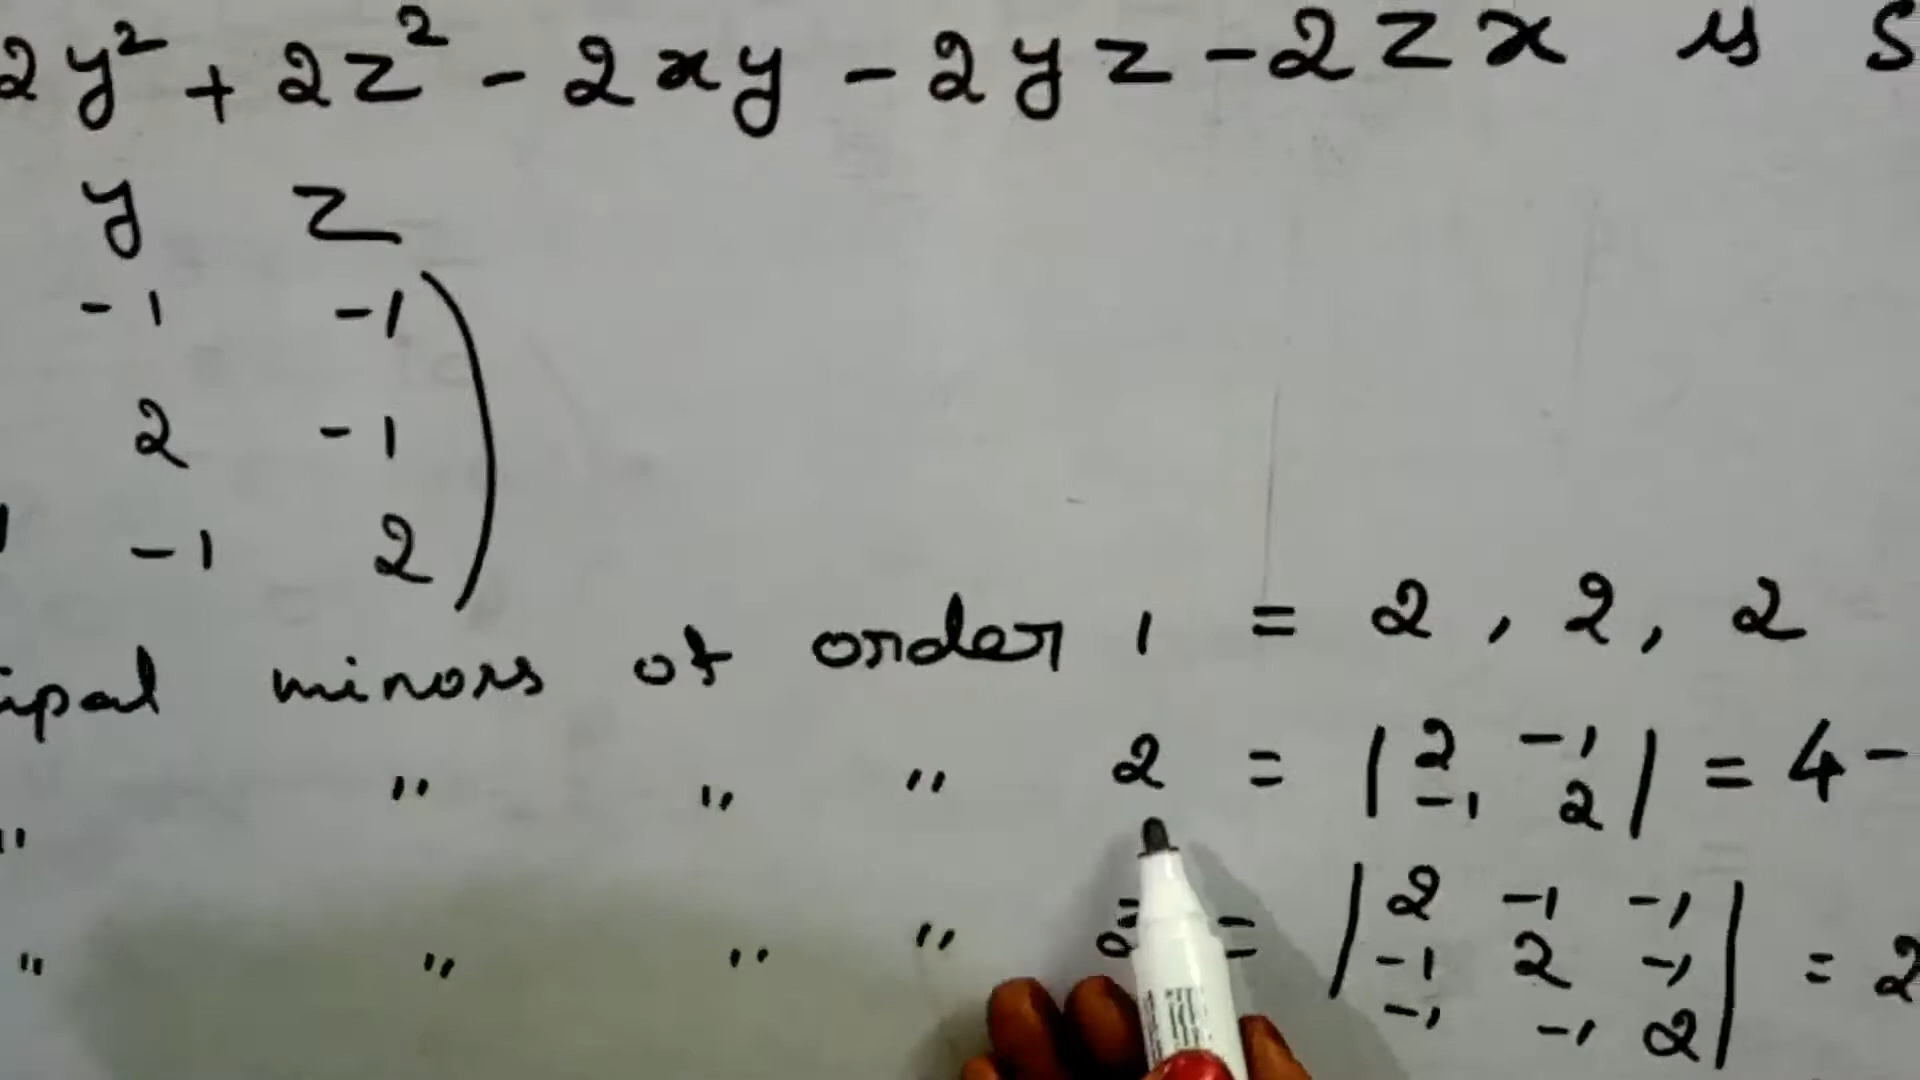 2y² + 2z² - 2xy - 2yz - 2zx is S
y z
-1 -1
2 -1
-1 2
ipal minors of order 1 = 2, 2, 2
" " " 2 = |2 -1| = 4 -
" |-1 2|
" " " " = |2 -1 -1| = 2
|-1 2 -1|
|-1 -1 2|